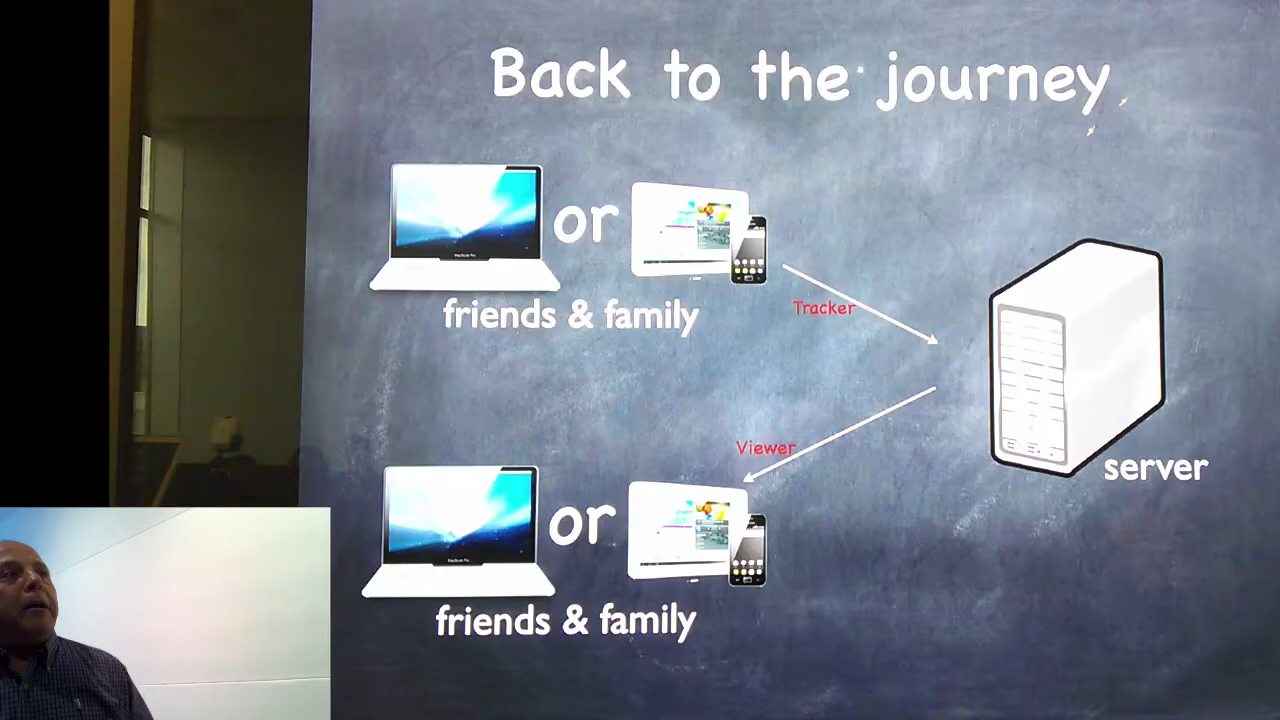 Back to the journey
or
friends & family
Tracker
server
Viewer
or
friends & family